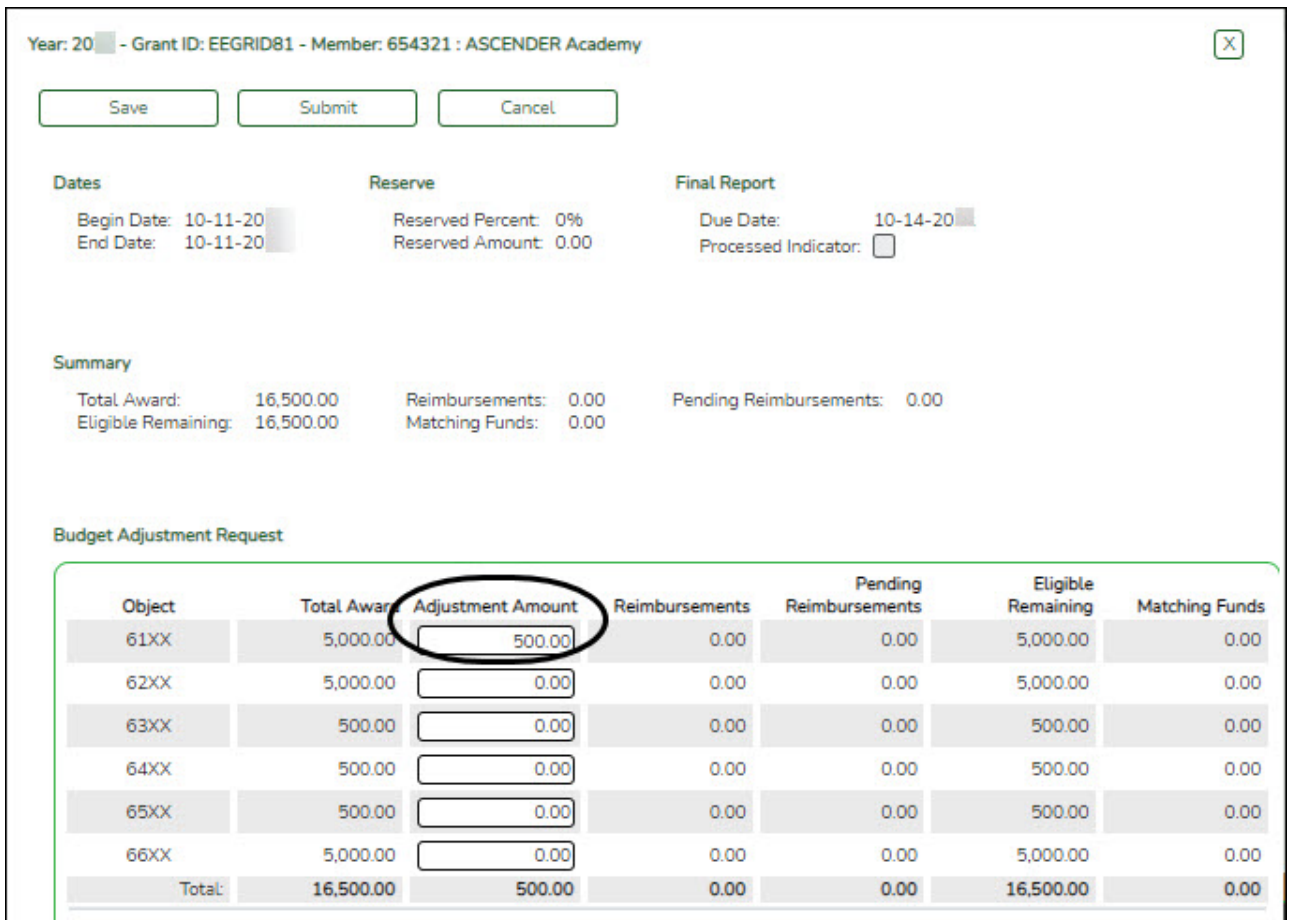 Year: 20 - Grant ID: EEGRID81 - Member: 654321 : ASCENDER Academy X
Save Submit Cancel
Dates Reserve Final Report
Begin Date: 10-11-20 Reserved Percent: 0% Due Date: 10-14-20
End Date: 10-11-20 Reserved Amount: 0.00 Processed Indicator:
Summary
Total Award: 16,500.00 Reimbursements: 0.00 Pending Reimbursements: 0.00
Eligible Remaining: 16,500.00 Matching Funds: 0.00
Budget Adjustment Request
Object Total Award Adjustment Amount Reimbursements Pending Reimbursements Eligible Remaining Matching Funds
61XX 5,000.00 500.00 0.00 0.00 5,000.00 0.00
62XX 5,000.00 0.00 0.00 0.00 5,000.00 0.00
63XX 500.00 0.00 0.00 0.00 500.00 0.00
64XX 500.00 0.00 0.00 0.00 500.00 0.00
65XX 500.00 0.00 0.00 0.00 500.00 0.00
66XX 5,000.00 0.00 0.00 0.00 5,000.00 0.00
Total: 16,500.00 500.00 0.00 0.00 16,500.00 0.00